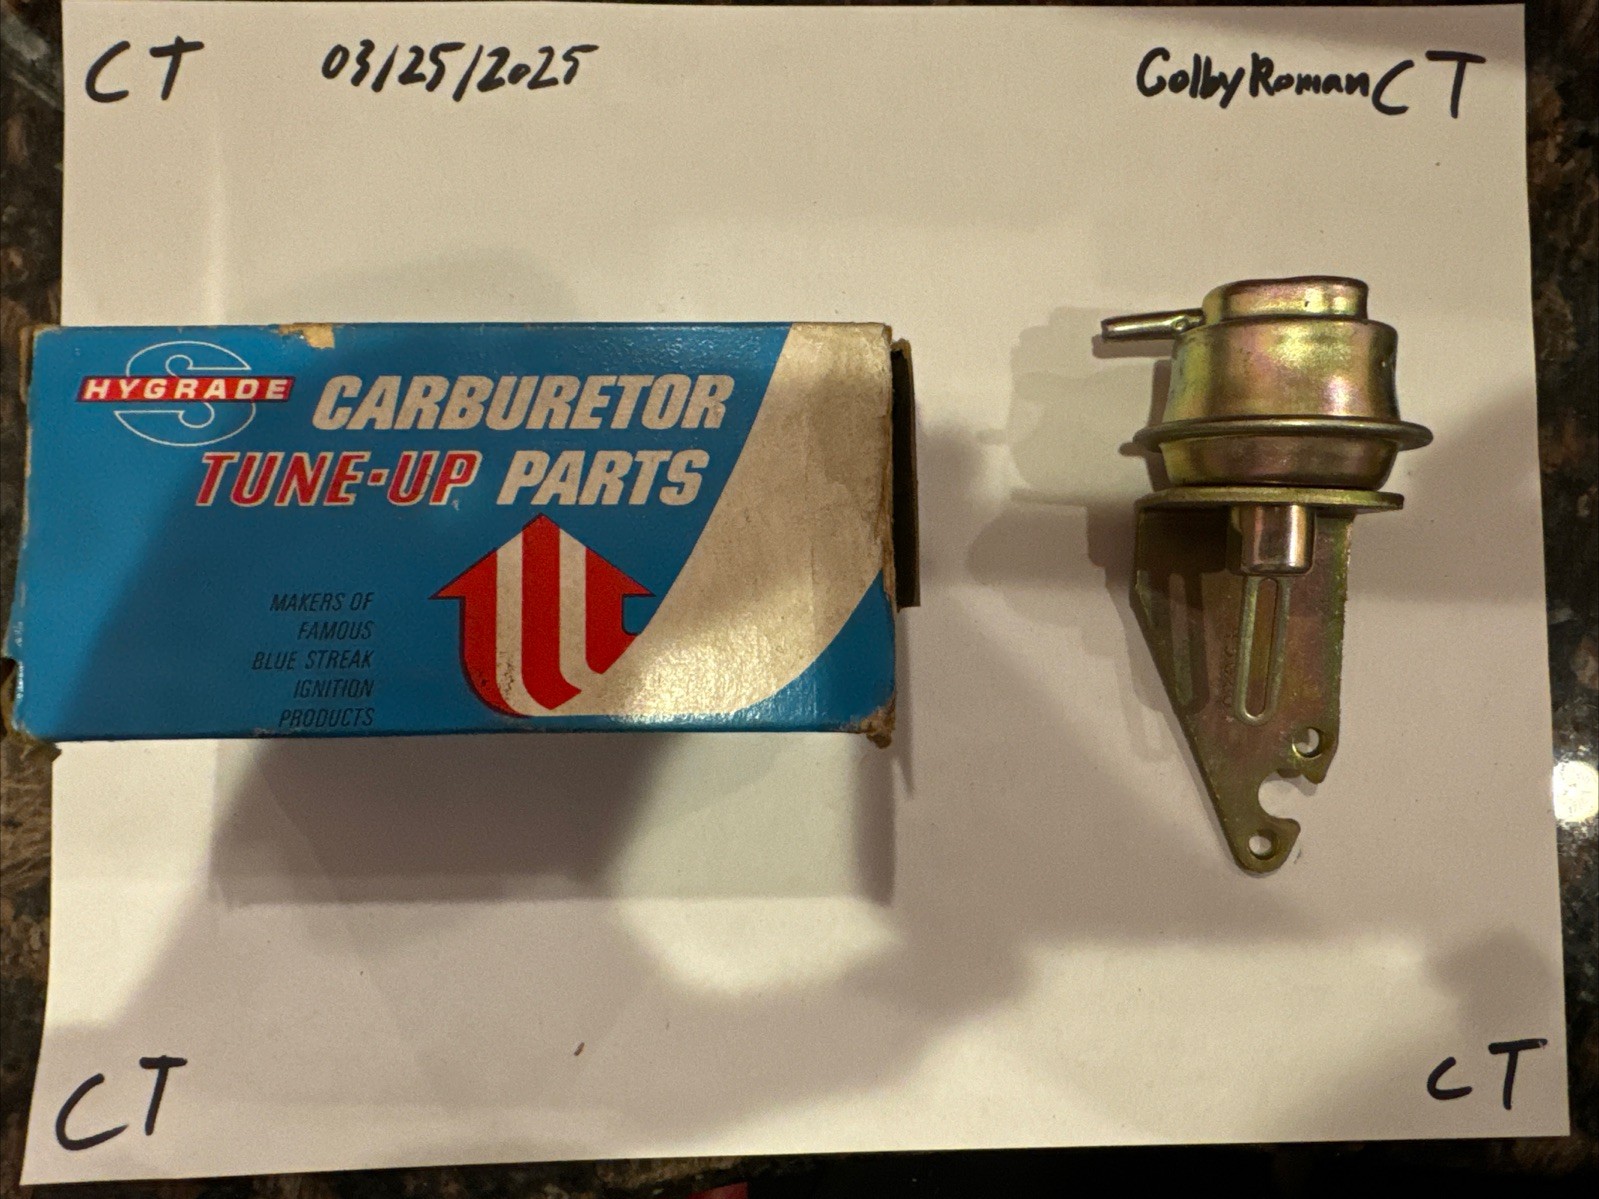 CT 03/25/2025 ColbyRoman CT
S
HYGRADE
CARBURETOR
TUNE-UP PARTS
MAKERS OF
FAMOUS
BLUE STREAK
IGNITION
PRODUCTS
CT CT